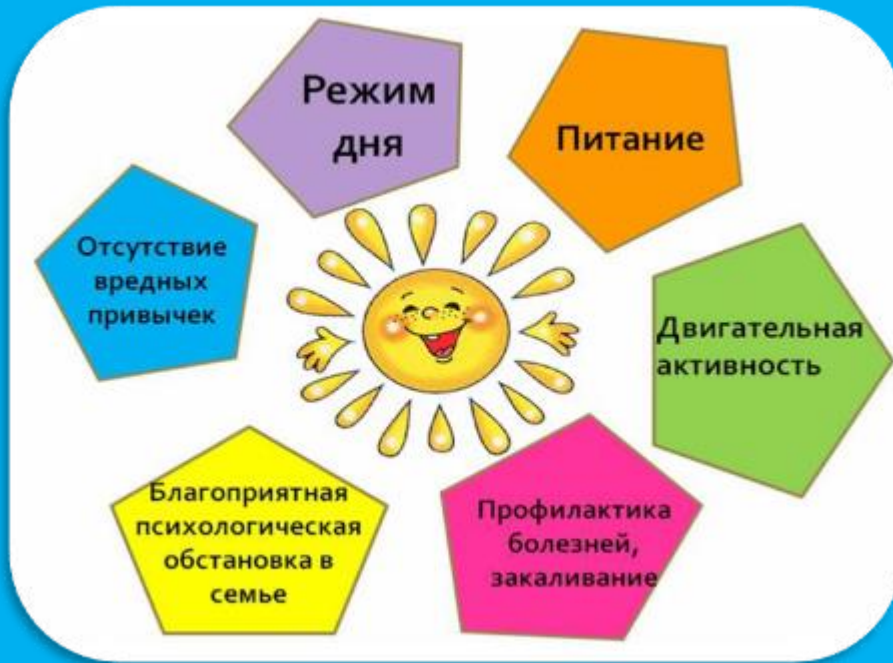 Режим
дня
Питание
Отсутствие
вредных
привычек
Двигательная
активность
Благоприятная
психологическая
обстановка в
семье
Профилактика
болезней,
закаливание